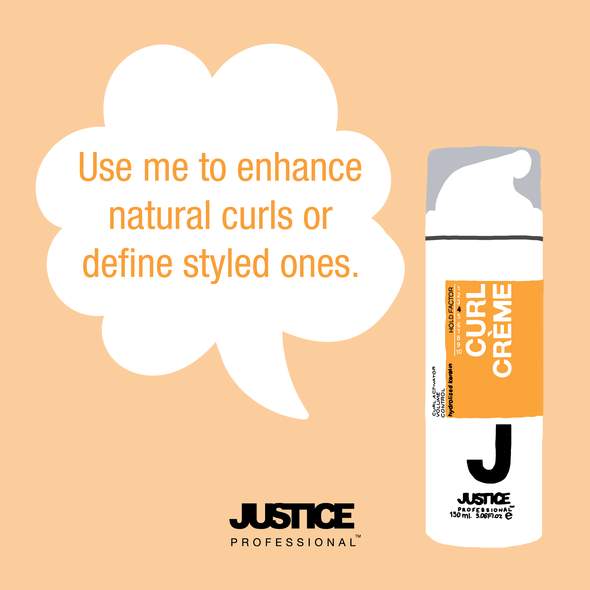 Use me to enhance
natural curls or
define styled ones.
HOLD FACTOR
CURL
CRÈME
CURL ACTIVATOR
VOLUME
CONTROL
hydrolized keratin
J
JUSTICE
PROFESSIONAL
150 ml. 5.06Fl oz e
JUSTICE
PROFESSIONAL™